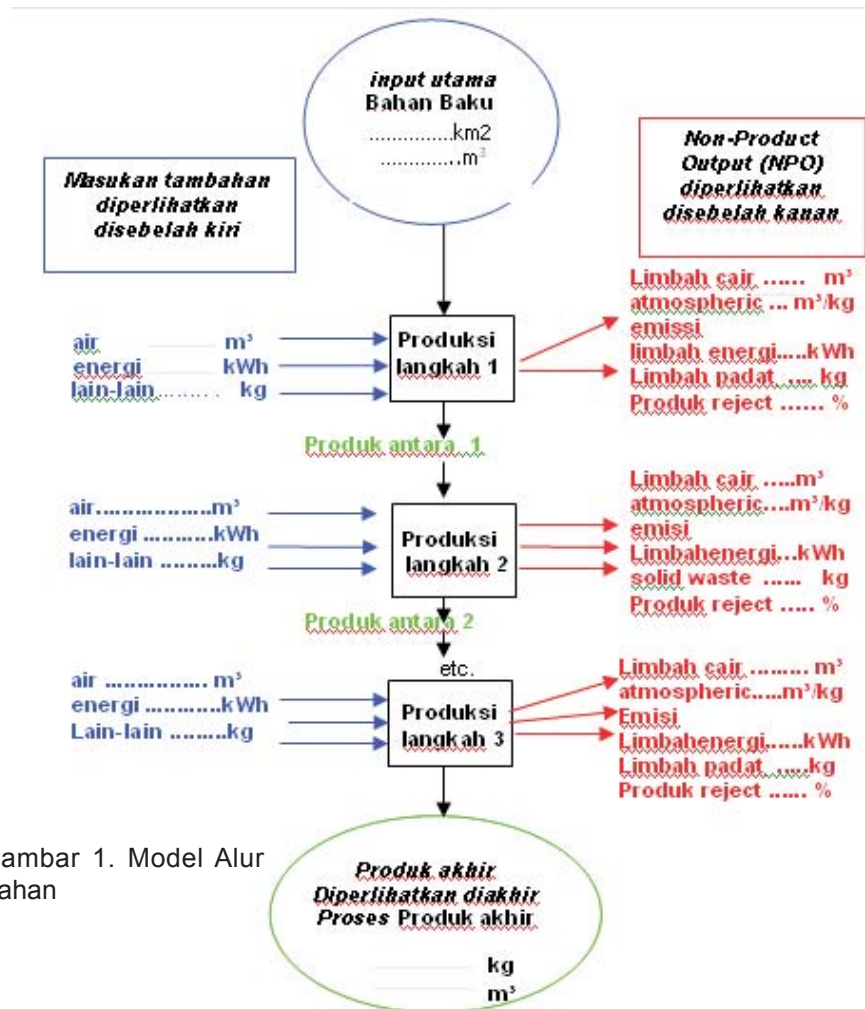 input utama
Bahan Baku
..............km2
..............m³
Masukan tambahan
diperlihatkan
disebelah kiri
Non-Product
Output (NPO)
diperlihatkan
disebelah kanan
air ............ m³
energi ............ kWh
lain-lain........ kg
Produksi
langkah 1
Limbah cair ...... m³
atmospheric ... m³/kg
emissi
limbah energi.....kWh
Limbah padat .... kg
Produk reject ...... %
Produk antara 1
air..................m³
energi ...........kWh
lain-lain .........kg
Produksi
langkah 2
Limbah cair .....m³
atmospheric....m³/kg
emisi
Limbahenergi...kWh
solid waste ...... kg
Produk reject ..... %
Produk antara 2
etc.
air ................ m³
energi ............kWh
Lain-lain .........kg
Produksi
langkah 3
Limbah cair ......... m³
atmospheric.....m³/kg
Emisi
Limbahenergi......kWh
Limbah padat .....kg
Produk reject ...... %
ambar 1. Model Alur
ahan
Produk akhir
Diperlihatkan diakhir
Proses Produk akhir
............ kg
............ m³